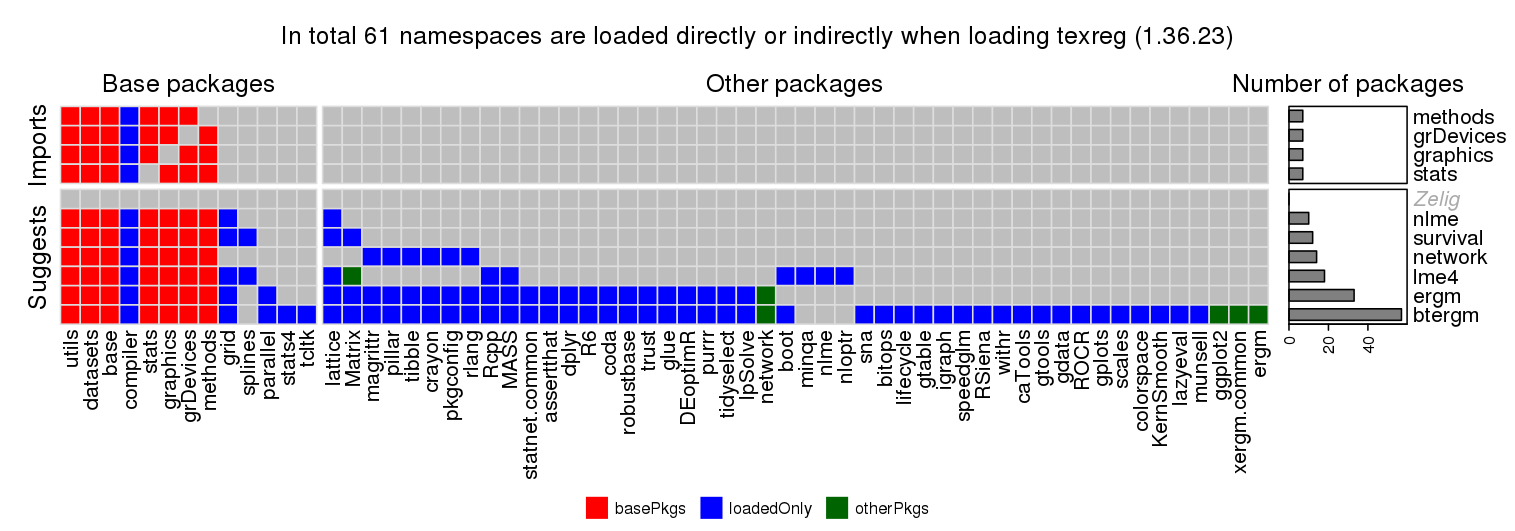 In total 61 namespaces are loaded directly or indirectly when loading texreg (1.36.23)
Base packages
Other packages
Number of packages
Imports
methods
grDevices
graphics
stats
Suggests
Zelig
nlme
survival
network
lme4
ergm
btergm
0
20
40
utils
datasets
base
compiler
stats
graphics
grDevices
methods
grid
splines
parallel
stats4
tcltk
lattice
Matrix
magrittr
pillar
tibble
crayon
pkgconfig
rlang
Rcpp
MASS
statnet.common
assertthat
dplyr
R6
coda
robustbase
trust
glue
DEoptimR
purrr
tidyselect
lpSolve
network
boot
minqa
nlme
nloptr
sna
bitops
lifecycle
gtable
igraph
speedglm
RSiena
withr
caTools
gtools
gdata
ROCR
gplots
scales
colorspace
KernSmooth
lazyeval
munsell
ggplot2
xergm.common
ergm
basePkgs
loadedOnly
otherPkgs